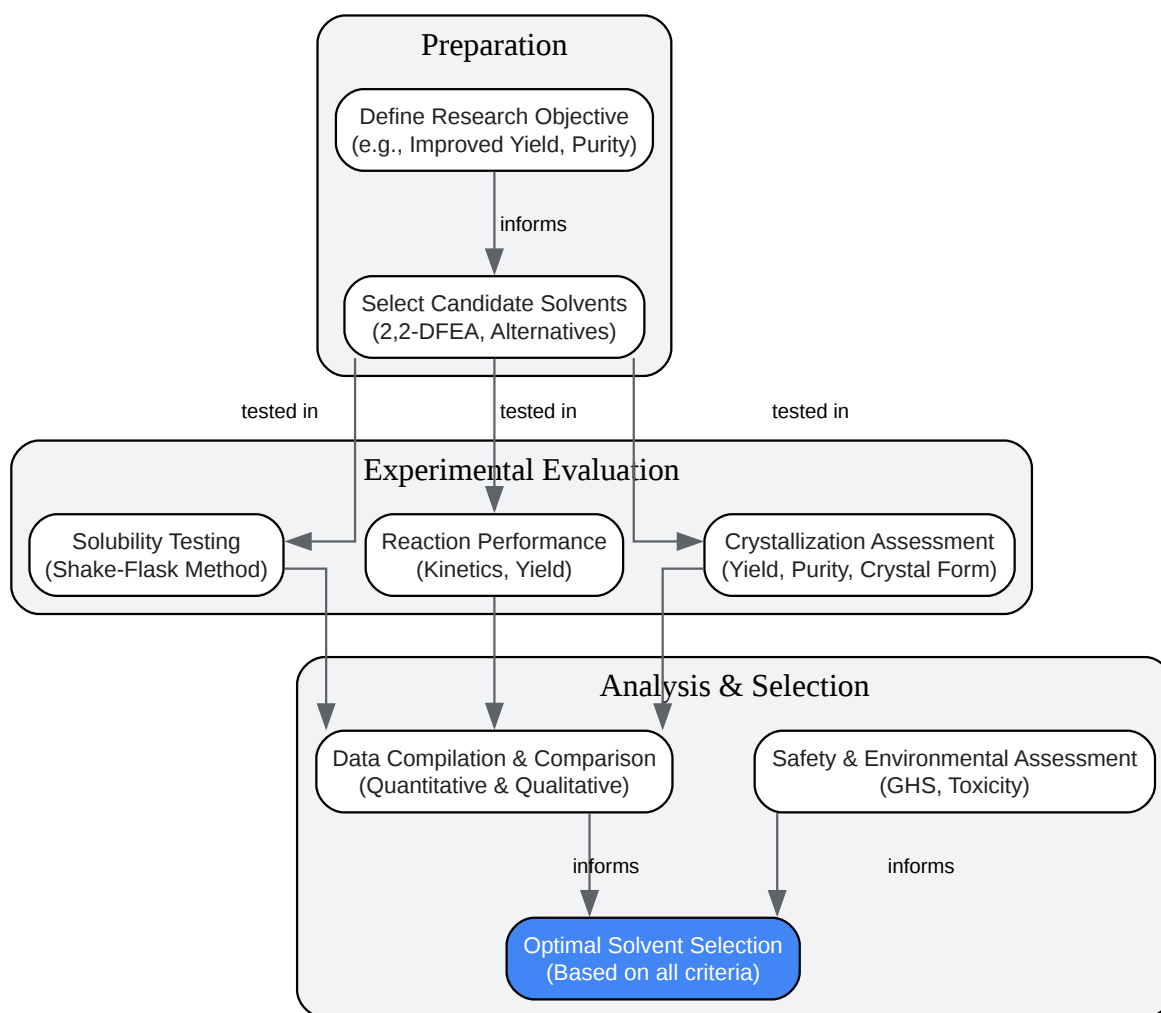 Preparation
Define Research Objective
(e.g., Improved Yield, Purity)
informs
Select Candidate Solvents
(2,2-DFEA, Alternatives)
tested in
tested in
tested in
Experimental Evaluation
Solubility Testing
(Shake-Flask Method)
Reaction Performance
(Kinetics, Yield)
Crystallization Assessment
(Yield, Purity, Crystal Form)
Analysis & Selection
Data Compilation & Comparison
(Quantitative & Qualitative)
Safety & Environmental Assessment
(GHS, Toxicity)
informs
informs
Optimal Solvent Selection
(Based on all criteria)